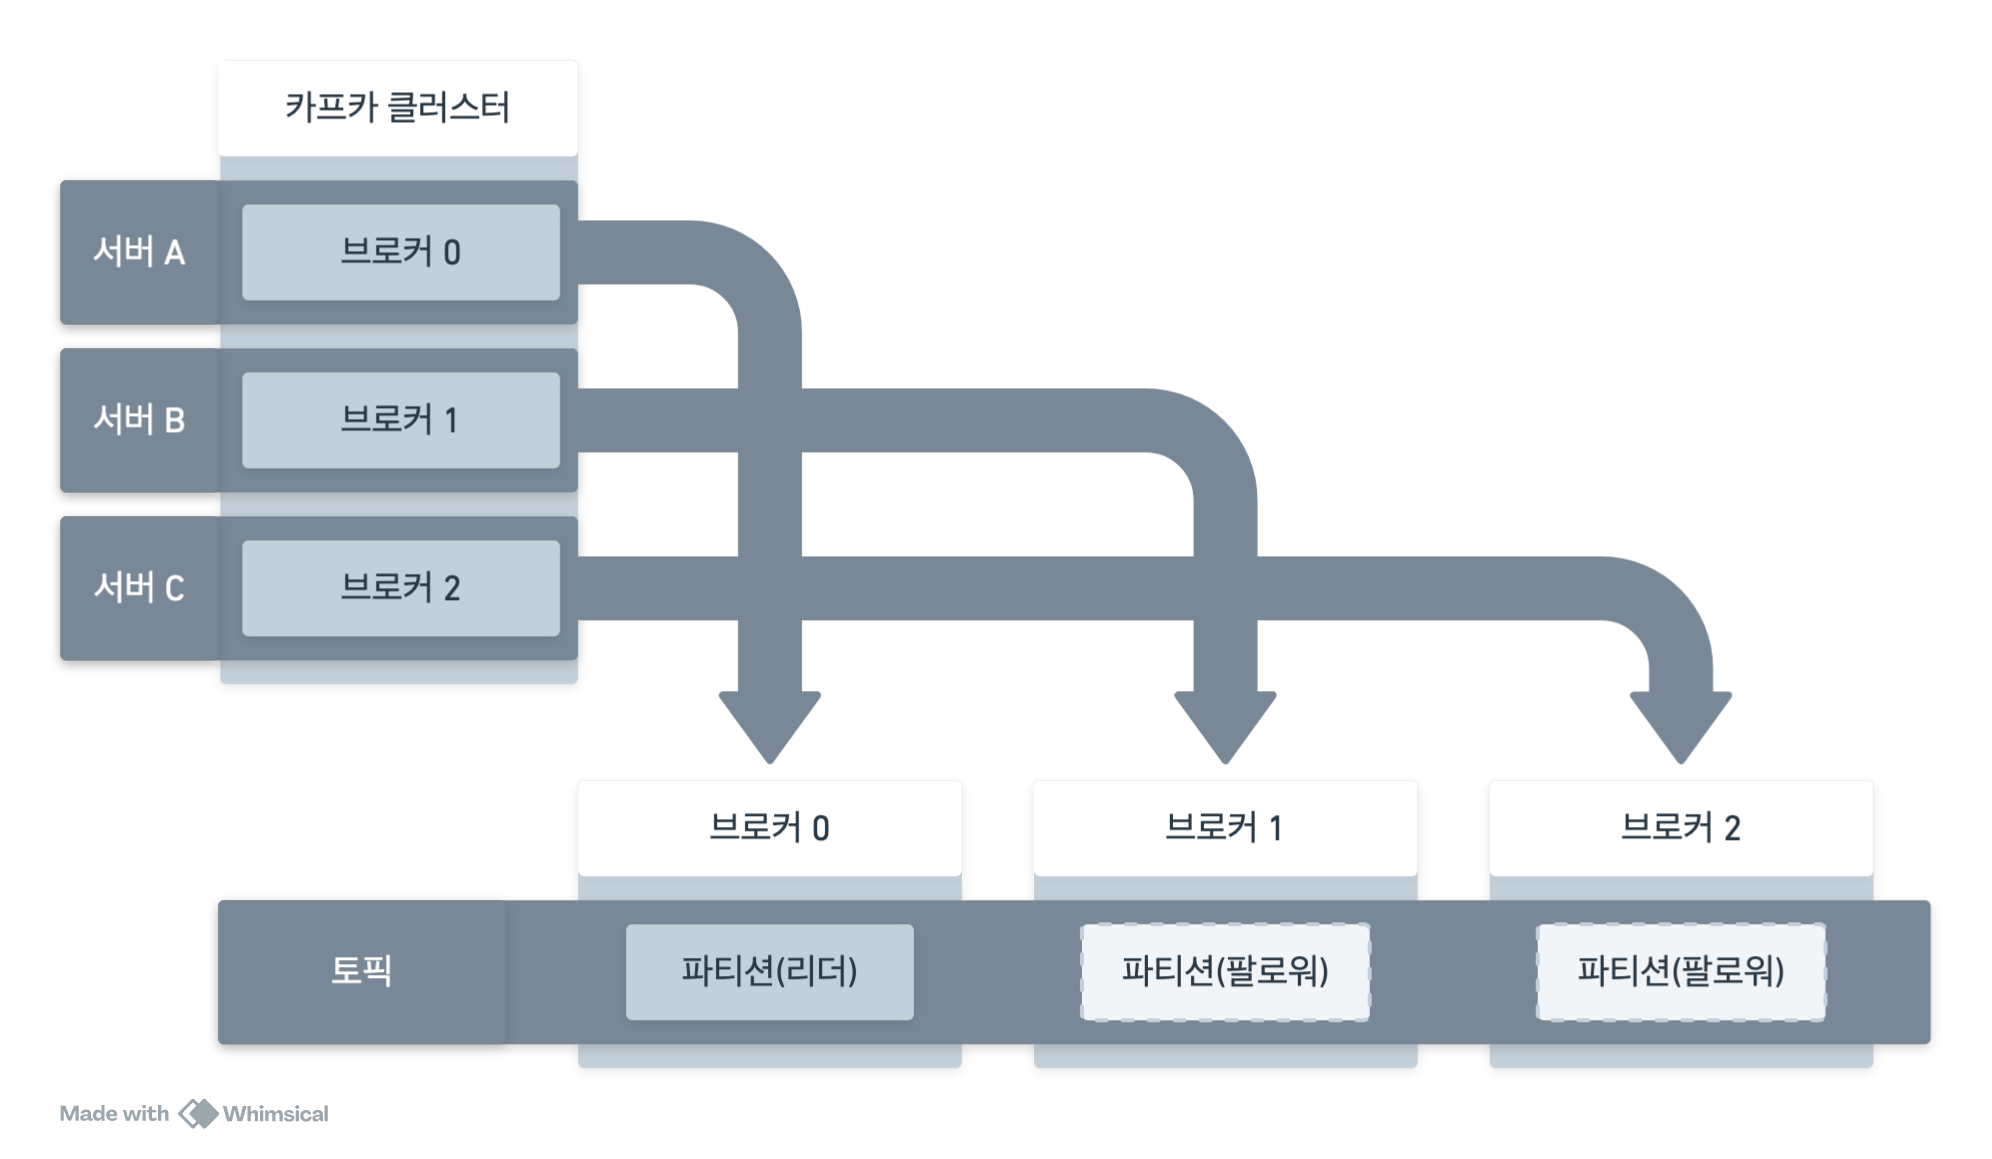 카프카 클러스터
서버 A
브로커 0
서버 B
브로커 1
서버 C
브로커 2
브로커 0
브로커 1
브로커 2
토픽
파티션(리더)
파티션(팔로워)
파티션(팔로워)
Made with Whimsical